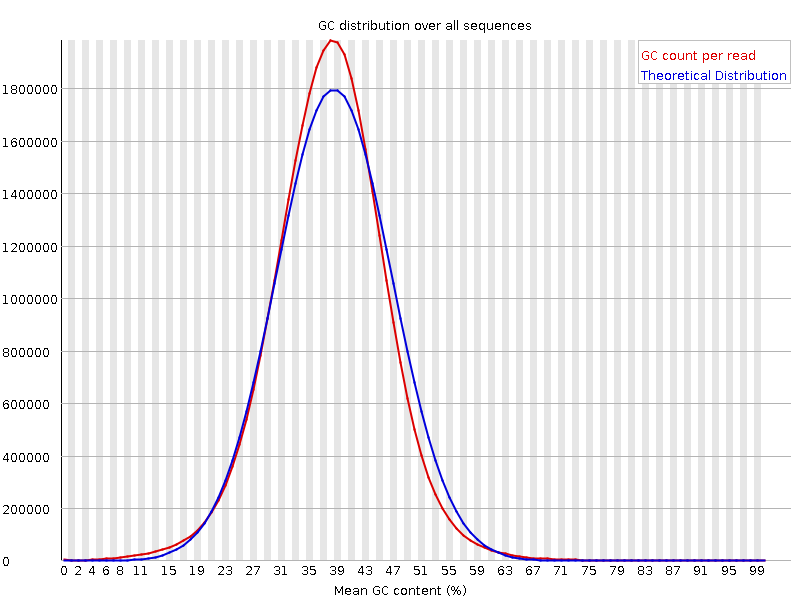 GC distribution over all sequences
GC count per read
Theoretical Distribution
1800000
1600000
1400000
1200000
1000000
800000
600000
400000
200000
0
0 2 4 6 8 11 15 19 23 27 31 35 39 43 47 51 55 59 63 67 71 75 79 83 87 91 95 99
Mean GC content (%)